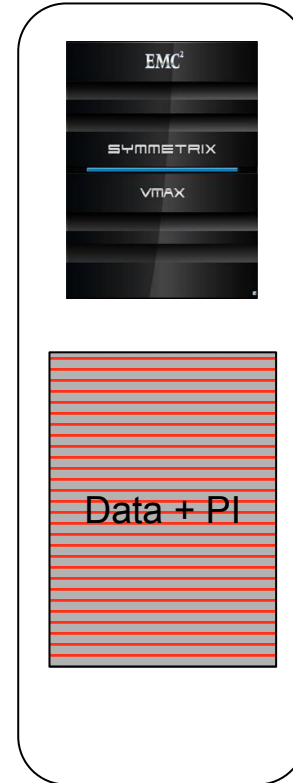 EMC²
SYMMETRIX
VMAX
Data + PI